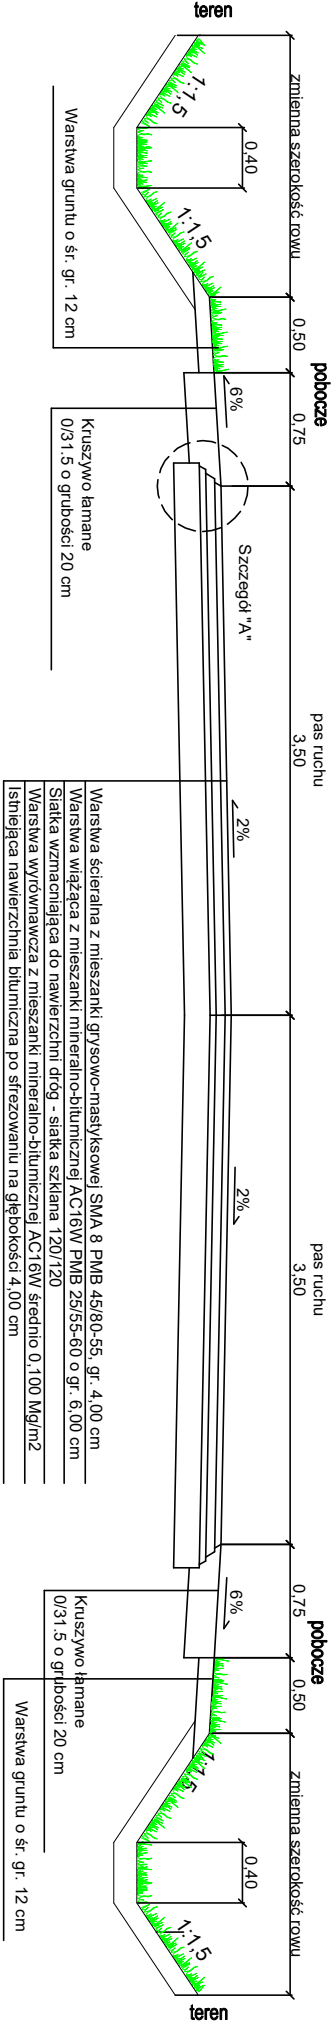 teren
zmienna szerokość rowu
1:1,5
0,40
1:1,5
Warstwa gruntu o śr. gr. 12 cm
0,50
pobocze
0,75
6%
Kruszywo łamane
0/31.5 o grubości 20 cm
Szczegół "A"
pas ruchu
3,50
2%
Warstwa ścieralna z mieszanki grysowo-mastyksowej SMA 8 PMB 45/80-55, gr. 4,00 cm
Warstwa wiążąca z mieszanki mineralno-bitumicznej AC16W PMB 25/55-60 o gr. 6,00 cm
Siatka wzmacniająca do nawierzchni dróg - siatka szklana 120/120
Warstwa wyrównawcza z mieszanki mineralno-bitumicznej AC16W średnio 0,100 Mg/m2
Istniejąca nawierzchnia bitumiczna po sfrezowaniu na głębokości 4,00 cm
2%
pas ruchu
3,50
0,75
pobocze
6%
0,50
Kruszywo łamane
0/31.5 o grubości 20 cm
Warstwa gruntu o śr. gr. 12 cm
zmienna szerokość rowu
1:1,5
0,40
1:1,5
teren